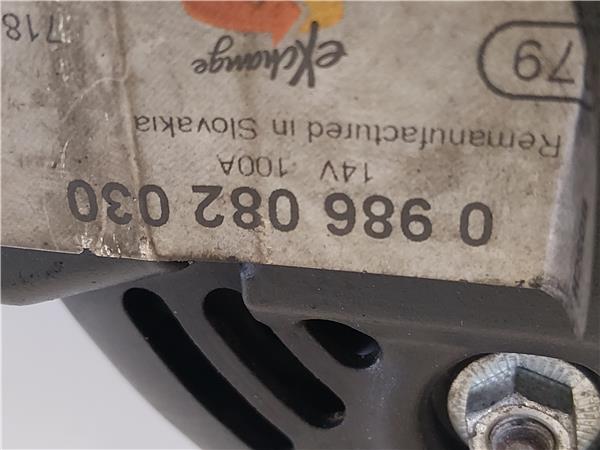 0 986 082 030
14V 100A
Remanufactured in Slovakia
79
eXchange
718